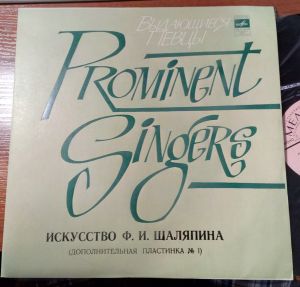 Выдающиеся
Певцы
Prominent
Singers
ИСКУССТВО Ф. И. ШАЛЯПИНА
(ДОПОЛНИТЕЛЬНАЯ ПЛАСТИНКА № 1)